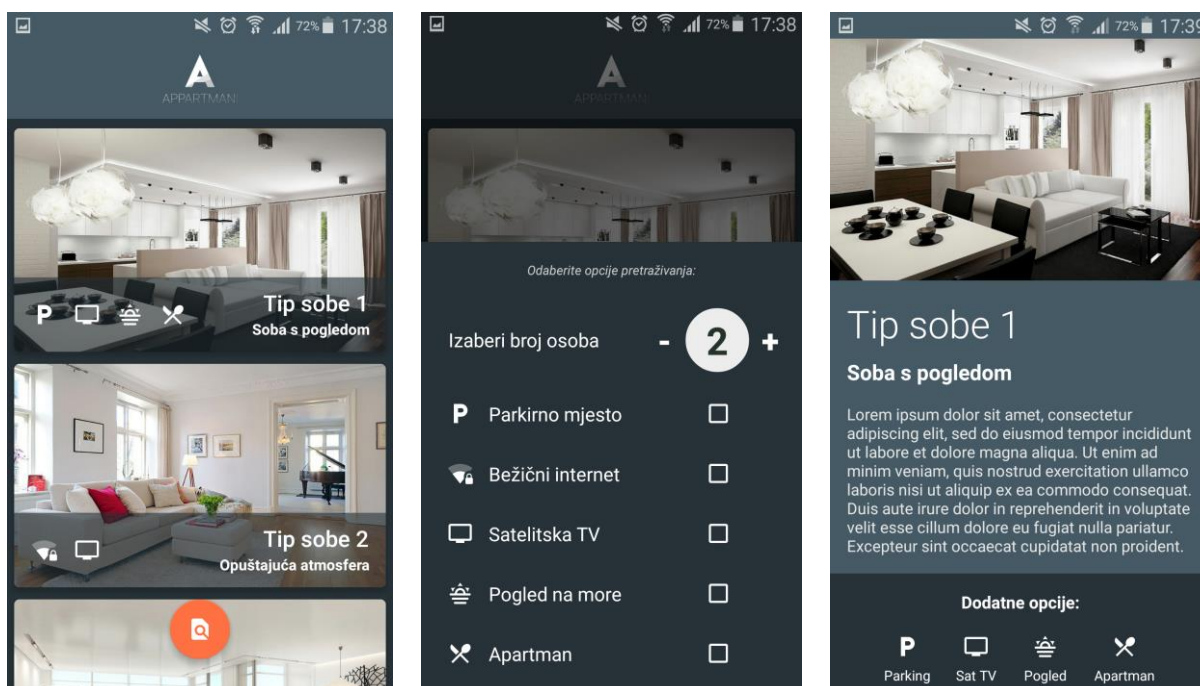 72% 17:38
A
APPARTMAN
Tip sobe 1
Soba s pogledom
Tip sobe 2
Opuštajuća atmosfera
72% 17:38
A
APPARTMAN
Odaberite opcije pretraživanja:
Izaberi broj osoba - 2 +
P Parkirno mjesto
Bežični internet
Satelitska TV
Pogled na more
Apartman
72% 17:39
Tip sobe 1
Soba s pogledom
Lorem ipsum dolor sit amet, consectetur
adipiscing elit, sed do eiusmod tempor incididunt
ut labore et dolore magna aliqua. Ut enim ad
minim veniam, quis nostrud exercitation ullamco
laboris nisi ut aliquip ex ea commodo consequat.
Duis aute irure dolor in reprehenderit in voluptate
velit esse cillum dolore eu fugiat nulla pariatur.
Excepteur sint occaecat cupidatat non proident.
Dodatne opcije:
P
Parking Sat TV Pogled Apartman